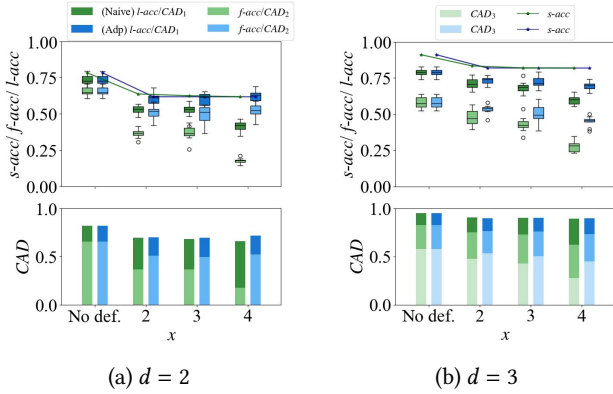 (Naive) l-acc/CAD₁ f-acc/CAD₂
(Adp) l-acc/CAD₁ f-acc/CAD₂
CAD₃ s-acc
CAD₃ s-acc
s-acc/ f-acc/ l-acc
1.00
0.75
0.50
0.25
0.00
CAD
1.0
0.5
0.0
No def. 2 3 4
x
(a) d = 2
s-acc/ f-acc/ l-acc
1.00
0.75
0.50
0.25
0.00
CAD
1.0
0.5
0.0
No def. 2 3 4
x
(b) d = 3